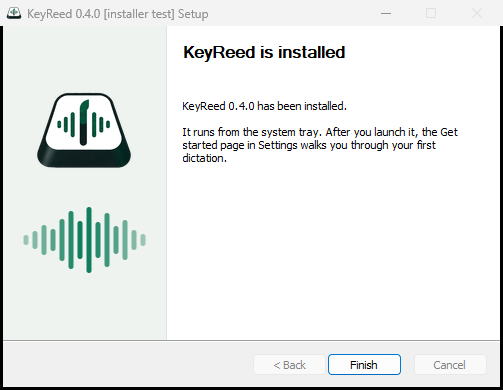 KeyReed 0.4.0 [installer test] Setup
KeyReed is installed
KeyReed 0.4.0 has been installed.
It runs from the system tray. After you launch it, the Get
started page in Settings walks you through your first
dictation.
< Back
Finish
Cancel